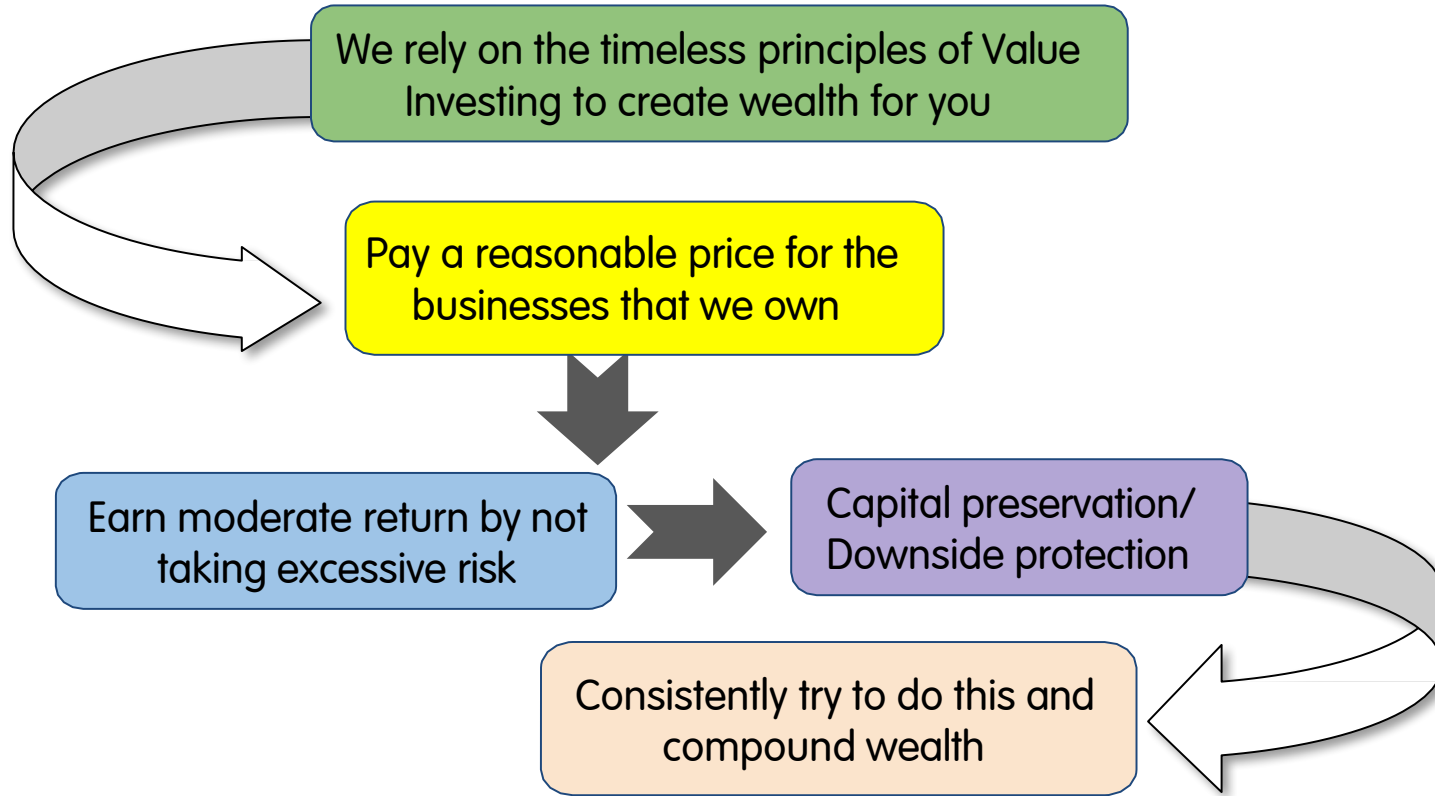 We rely on the timeless principles of Value
Investing to create wealth for you
Pay a reasonable price for the
businesses that we own
Earn moderate return by not
taking excessive risk
Capital preservation/
Downside protection
Consistently try to do this and
compound wealth